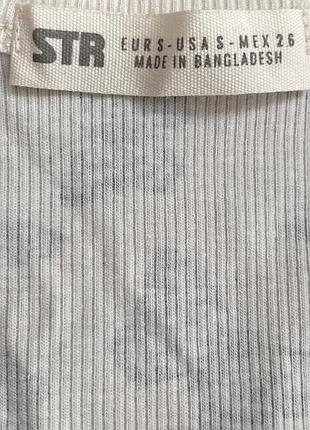 STR
EUR S - USA S - MEX 26
MADE IN BANGLADESH